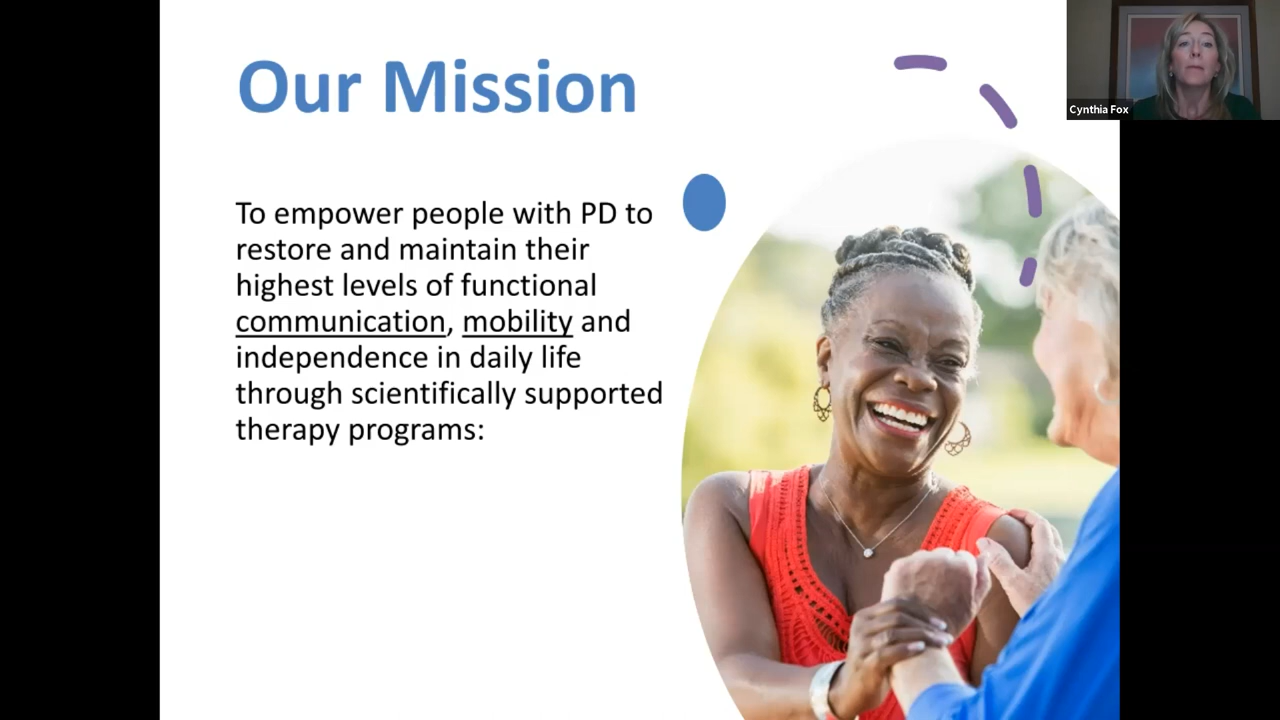 Our Mission
Cynthia Fox
To empower people with PD to
restore and maintain their
highest levels of functional
communication, mobility and
independence in daily life
through scientifically supported
therapy programs: